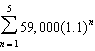 5
∑ 59,000(1.1)ⁿ
n = 1